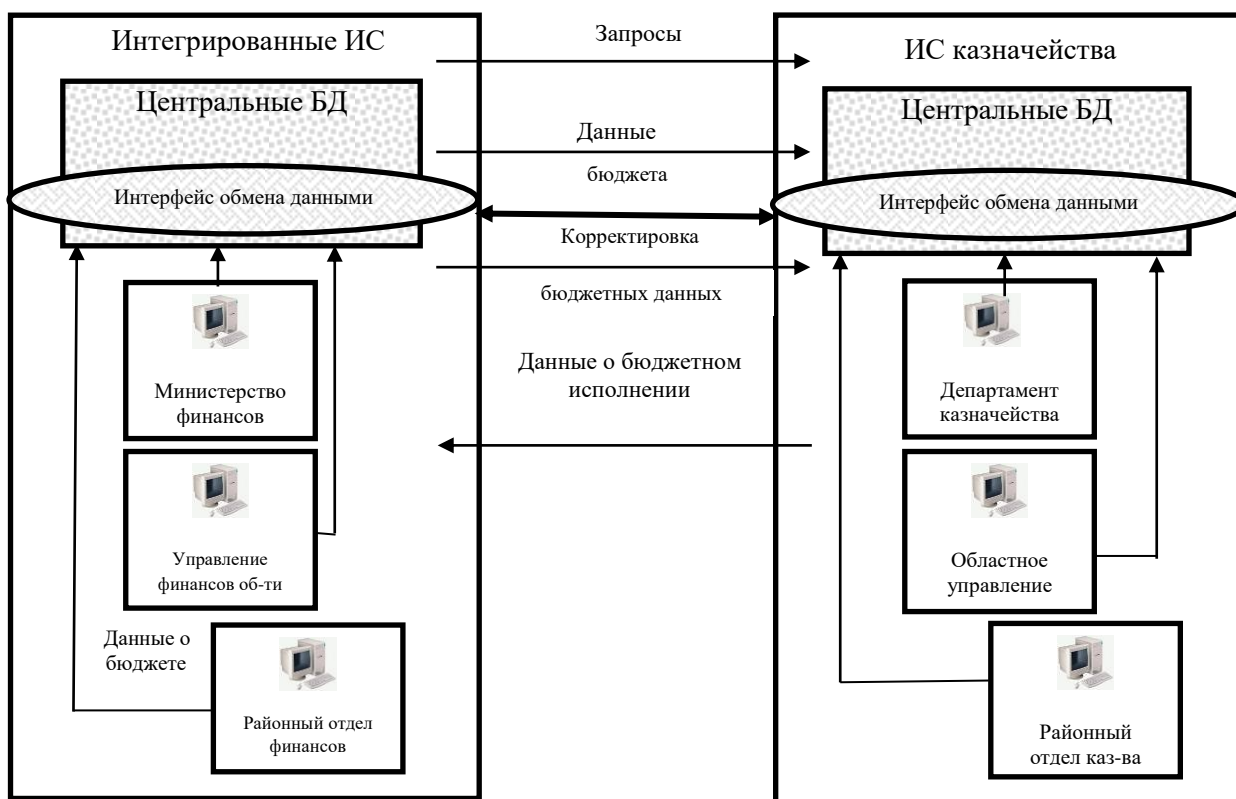 Интегрированные ИС
Центральные БД
Интерфейс обмена данными
Министерство
финансов
Управление
финансов об-ти
Данные о
бюджете
Районный отдел
финансов
Запросы
Данные
бюджета
Корректировка
бюджетных данных
Данные о бюджетном
исполнении
ИС казначейства
Центральные БД
Интерфейс обмена данными
Департамент
казначейства
Областное
управление
Районный
отдел каз-ва